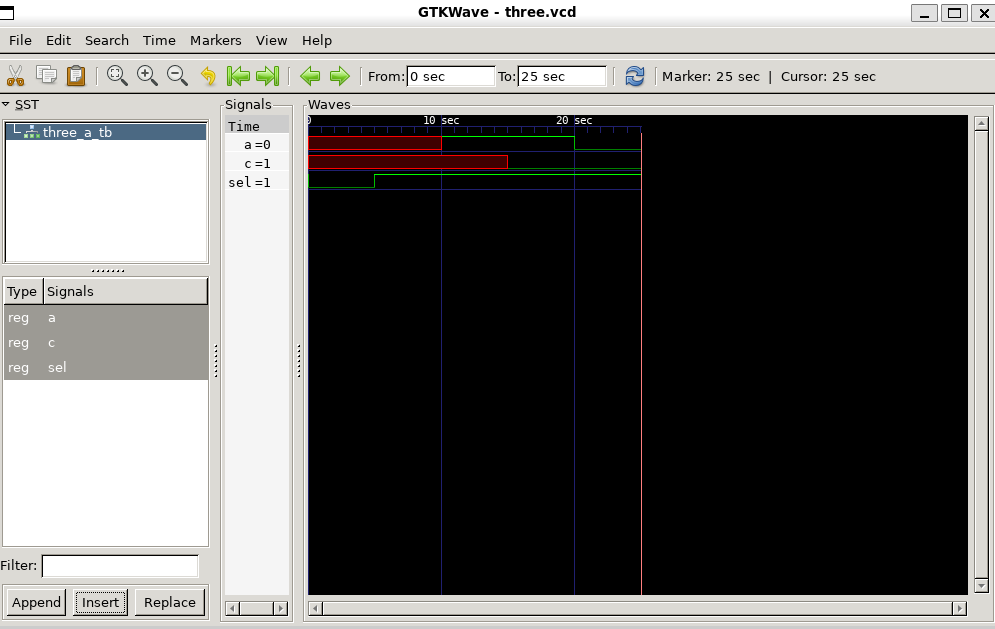 GTKWave - three.vcd
File Edit Search Time Markers View Help
From: 0 sec To: 25 sec Marker: 25 sec | Cursor: 25 sec
SST
three_a_tb
Type Signals
reg a
reg c
reg sel
Filter:
Append Insert Replace
Signals
Time
a=0
c=1
sel=1
Waves
0 10 sec 20 sec